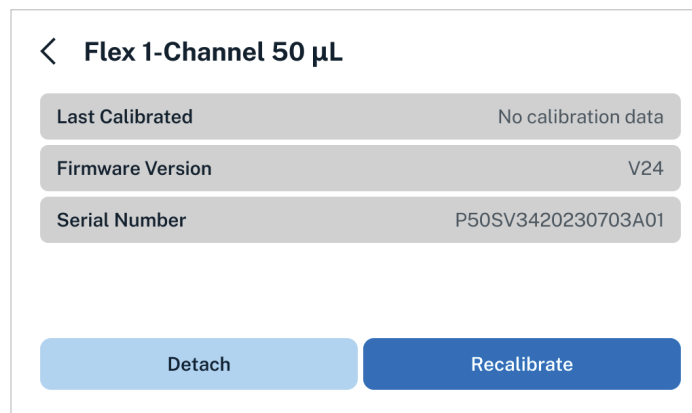 Flex 1-Channel 50 µL
Last Calibrated No calibration data
Firmware Version V24
Serial Number P50SV3420230703A01
Detach Recalibrate